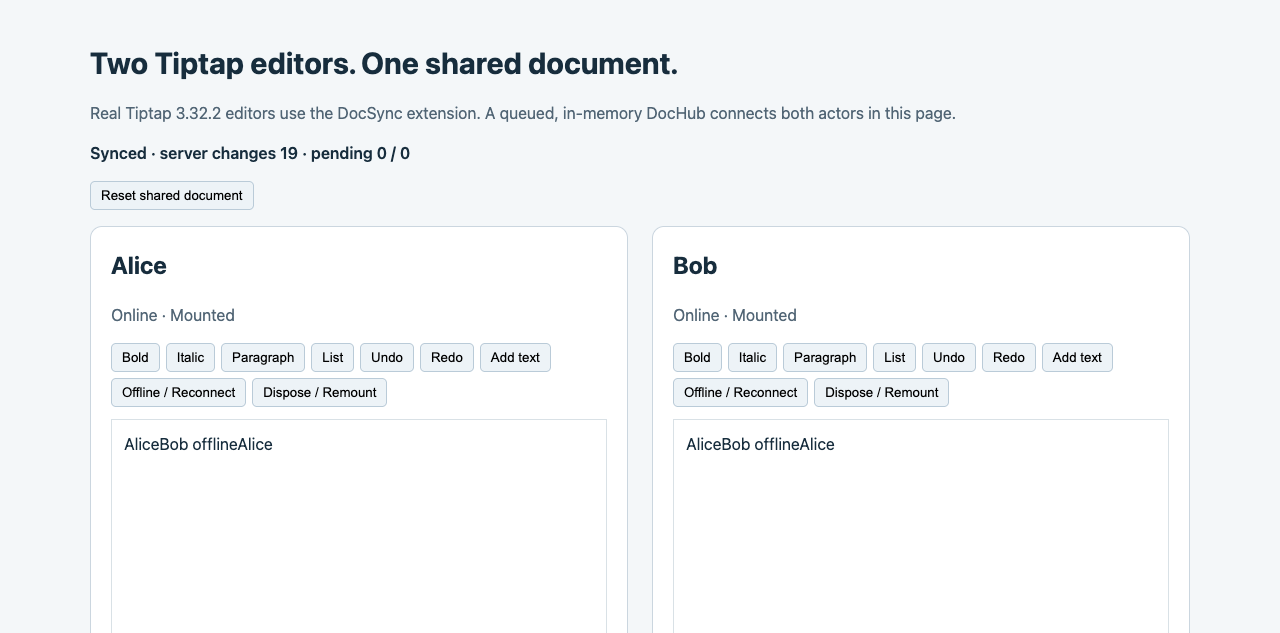 Two Tiptap editors. One shared document.
Real Tiptap 3.32.2 editors use the DocSync extension. A queued, in-memory DocHub connects both actors in this page.
Synced · server changes 19 · pending 0 / 0
Reset shared document
Alice
Online · Mounted
Bold Italic Paragraph List Undo Redo Add text
Offline / Reconnect Dispose / Remount
AliceBob offlineAlice
Bob
Online · Mounted
Bold Italic Paragraph List Undo Redo Add text
Offline / Reconnect Dispose / Remount
AliceBob offlineAlice